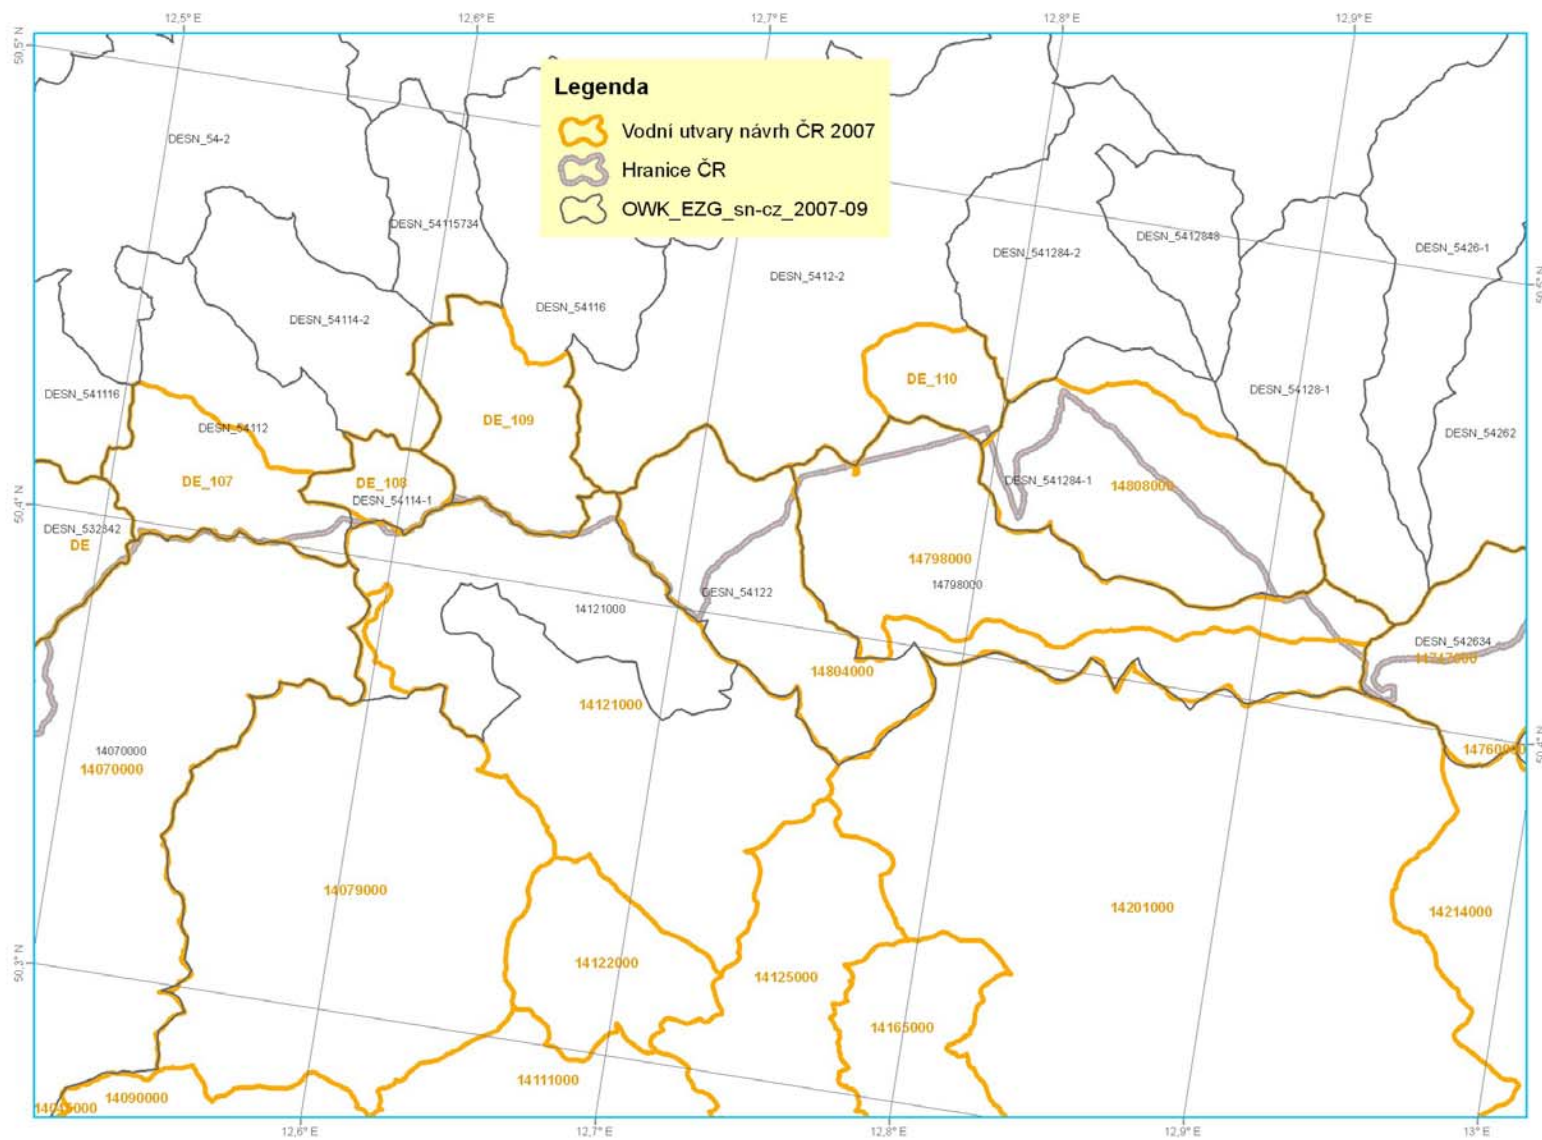 12,5° E
12,6° E
12,7° E
12,8° E
12,9° E
50,5° N
Legenda
Vodní utvary návrh ČR 2007
Hranice ČR
OWK_EZG_sn-cz_2007-09
DESN_54-2
DESN_54115734
DESN_541284-2
DESN_5412848
DESN_5426-1
DESN_5412-2
DESN_54116
DESN_54114-2
DE_110
DESN_541116
DESN_54128-1
DE_109
DESN_54112
DESN_54262
DE_107
DE_108
DESN_541284-1
14808000
DESN_54114-1
50,4° N
DESN_532842
DE
14798000
14798000
DESN_54122
14121000
DESN_542634
14804000
14121000
14070000
14070000
14760000
50,4° N
14079000
14201000
14214000
50,3° N
14122000
14125000
14165000
14111000
14090000
12,6° E
12,7° E
12,8° E
12,9° E
13° E